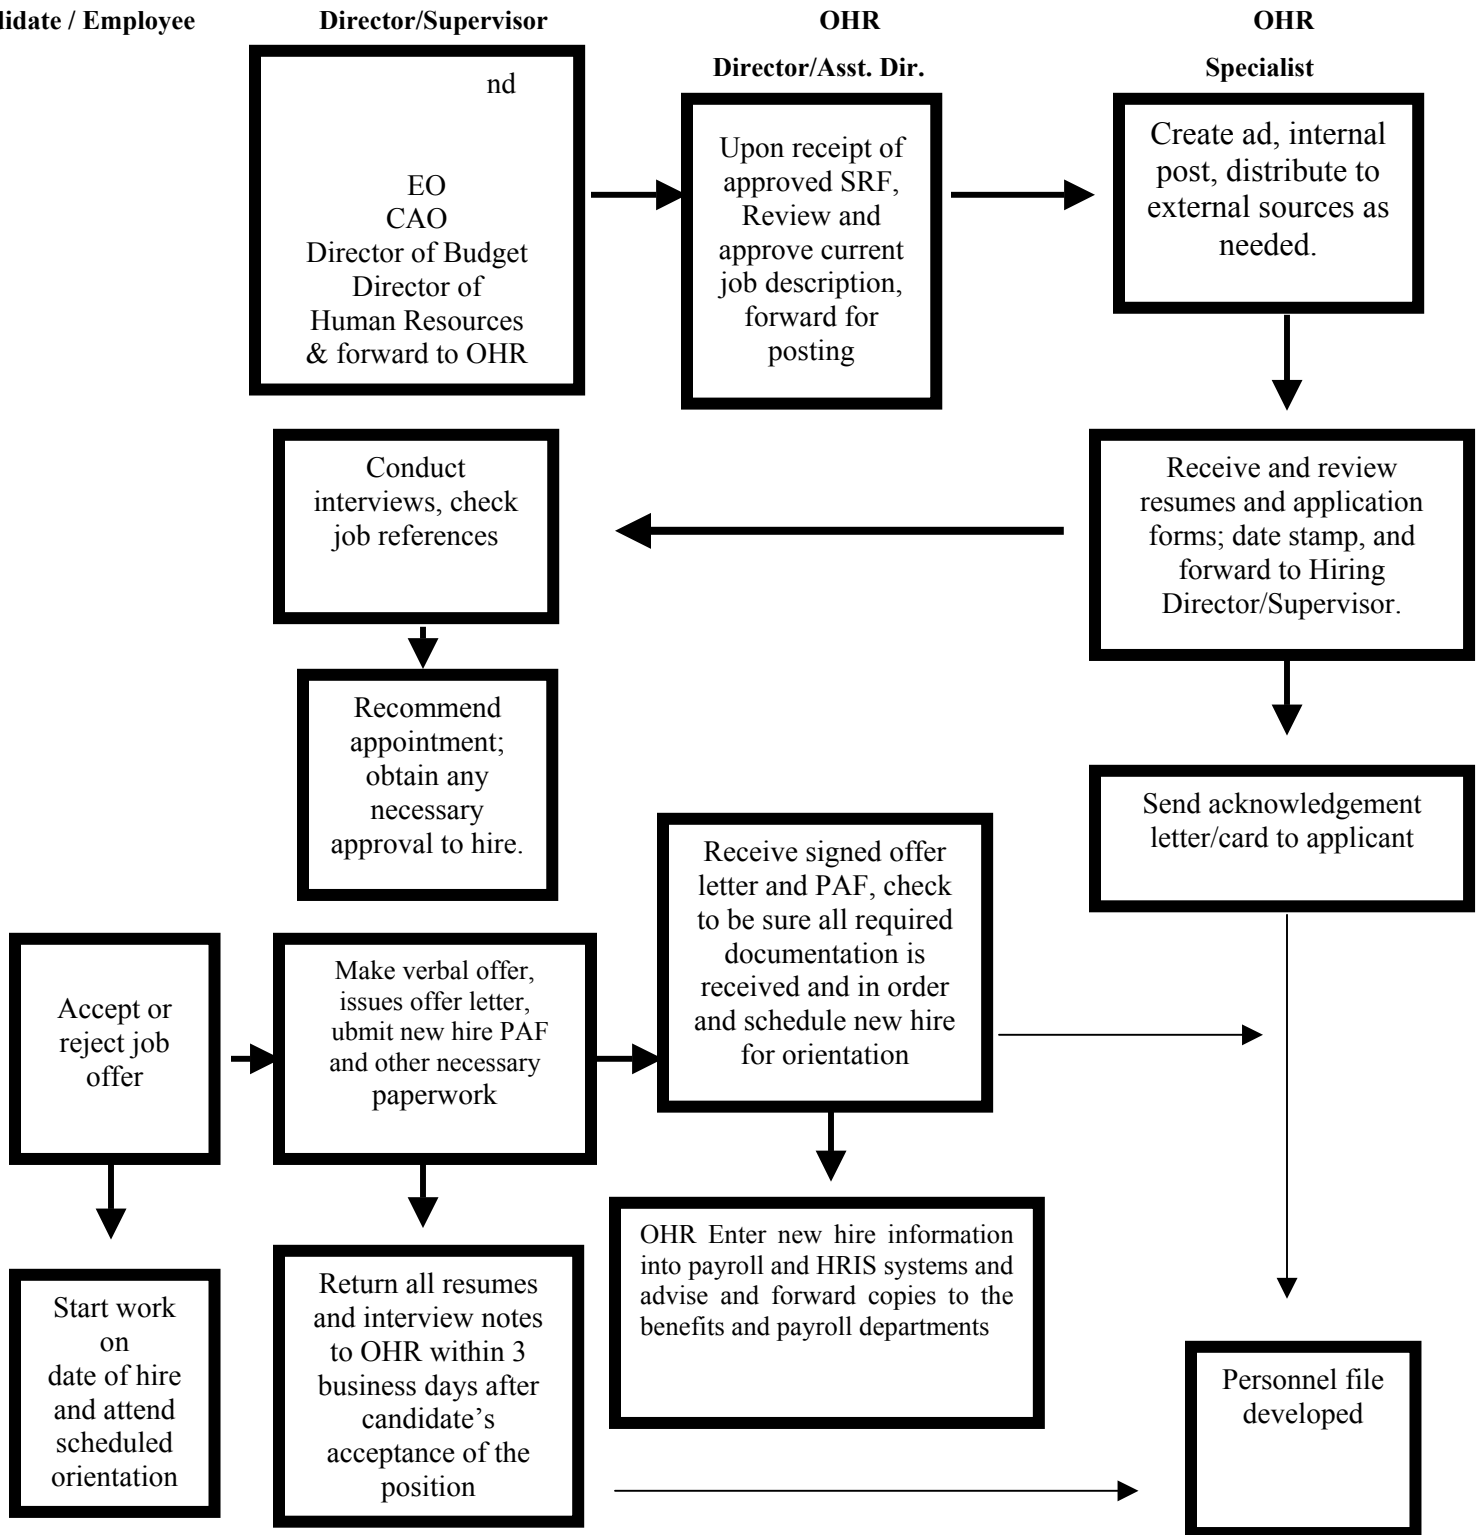 didate / Employee
Director/Supervisor
OHR
Director/Asst. Dir.
OHR
Specialist
nd
EO
CAO
Director of Budget
Director of
Human Resources
& forward to OHR
Upon receipt of
approved SRF,
Review and
approve current
job description,
forward for
posting
Create ad, internal
post, distribute to
external sources as
needed.
Conduct
interviews, check
job references
Receive and review
resumes and application
forms; date stamp, and
forward to Hiring
Director/Supervisor.
Recommend
appointment;
obtain any
necessary
approval to hire.
Send acknowledgement
letter/card to applicant
Receive signed offer
letter and PAF, check
to be sure all required
documentation is
received and in order
and schedule new hire
for orientation
Accept or
reject job
offer
Make verbal offer,
issues offer letter,
ubmit new hire PAF
and other necessary
paperwork
OHR Enter new hire information
into payroll and HRIS systems and
advise and forward copies to the
benefits and payroll departments
Start work
on
date of hire
and attend
scheduled
orientation
Return all resumes
and interview notes
to OHR within 3
business days after
candidate’s
acceptance of the
position
Personnel file
developed